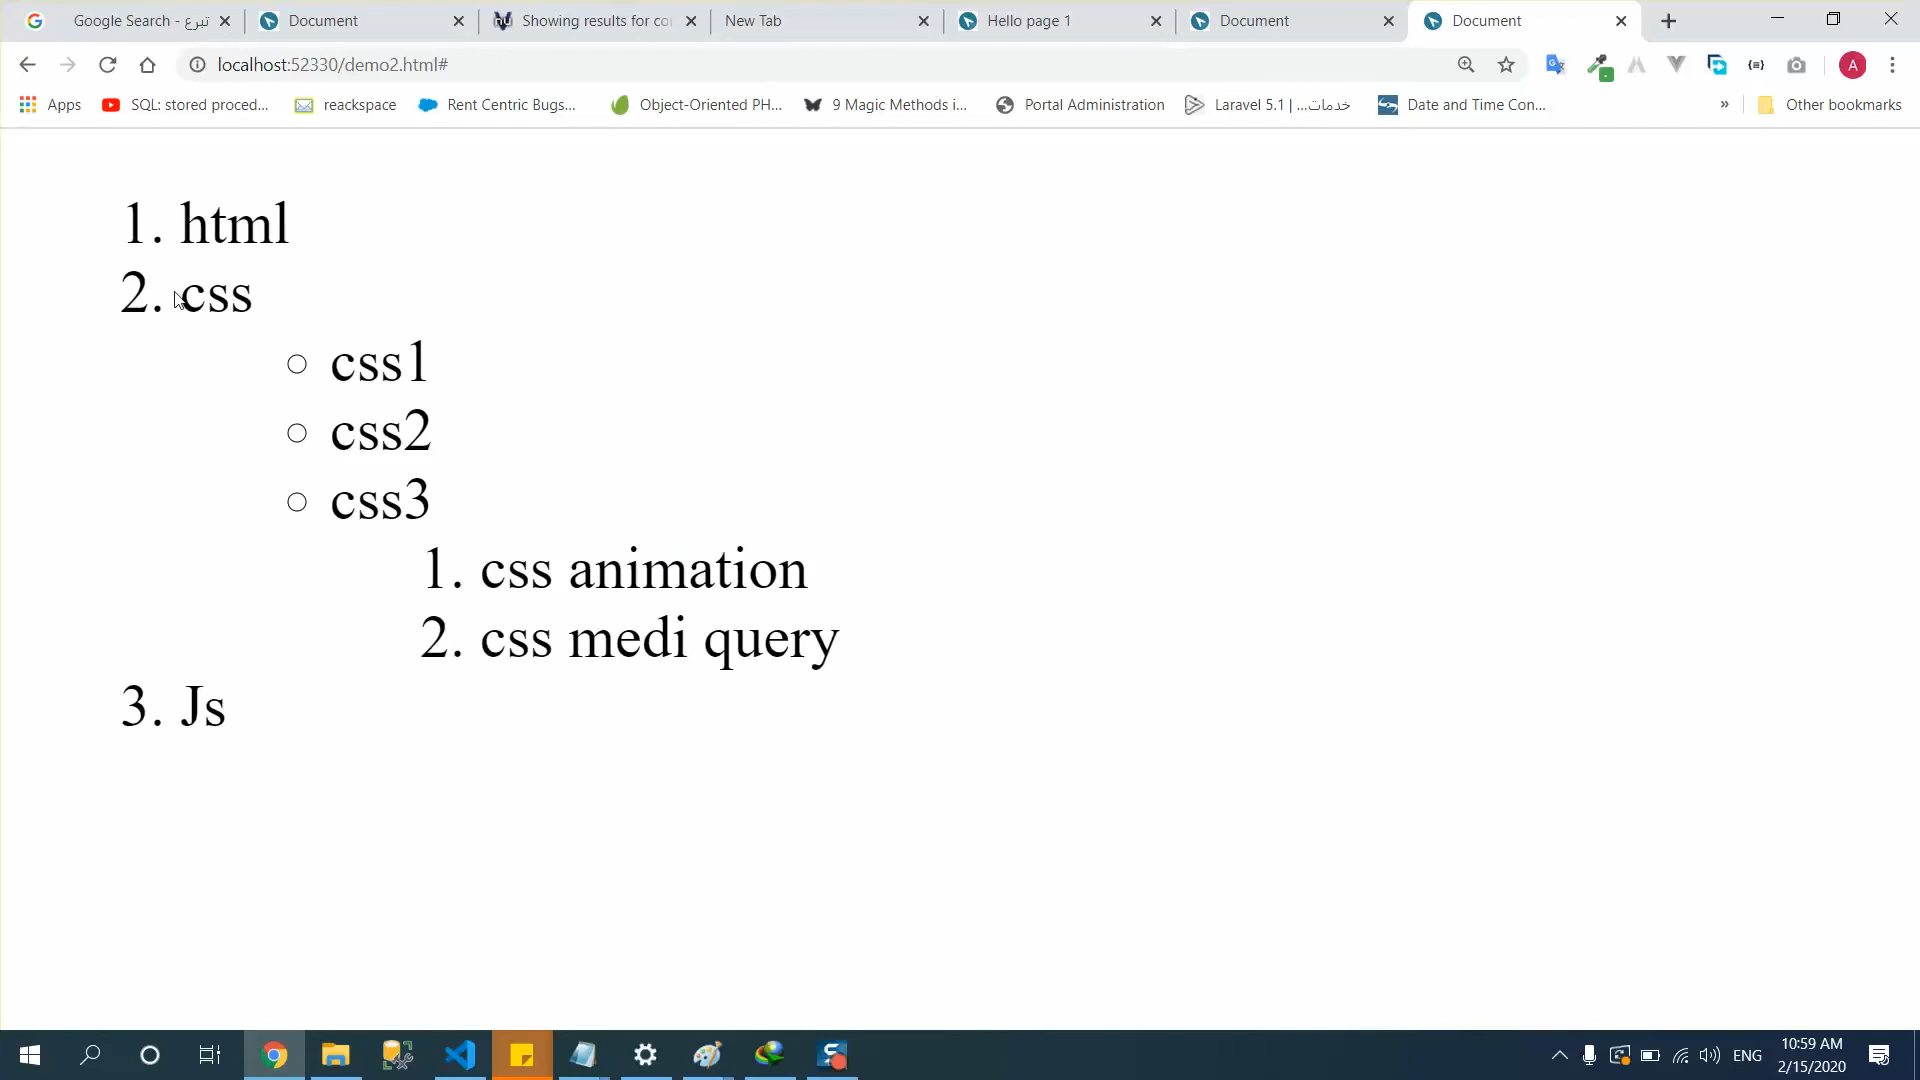 Google Search - تبرع
Document
Showing results for co
New Tab
Hello page 1
Document
Document
localhost:52330/demo2.html#
A
Apps
SQL: stored proced...
reackspace
Rent Centric Bugs...
Object-Oriented PH...
9 Magic Methods i...
Portal Administration
Laravel 5.1 | ...خدمات
Date and Time Con...
»
Other bookmarks
1. html
2. css
css1
css2
css3
1. css animation
2. css medi query
3. Js
ENG
10:59 AM
2/15/2020